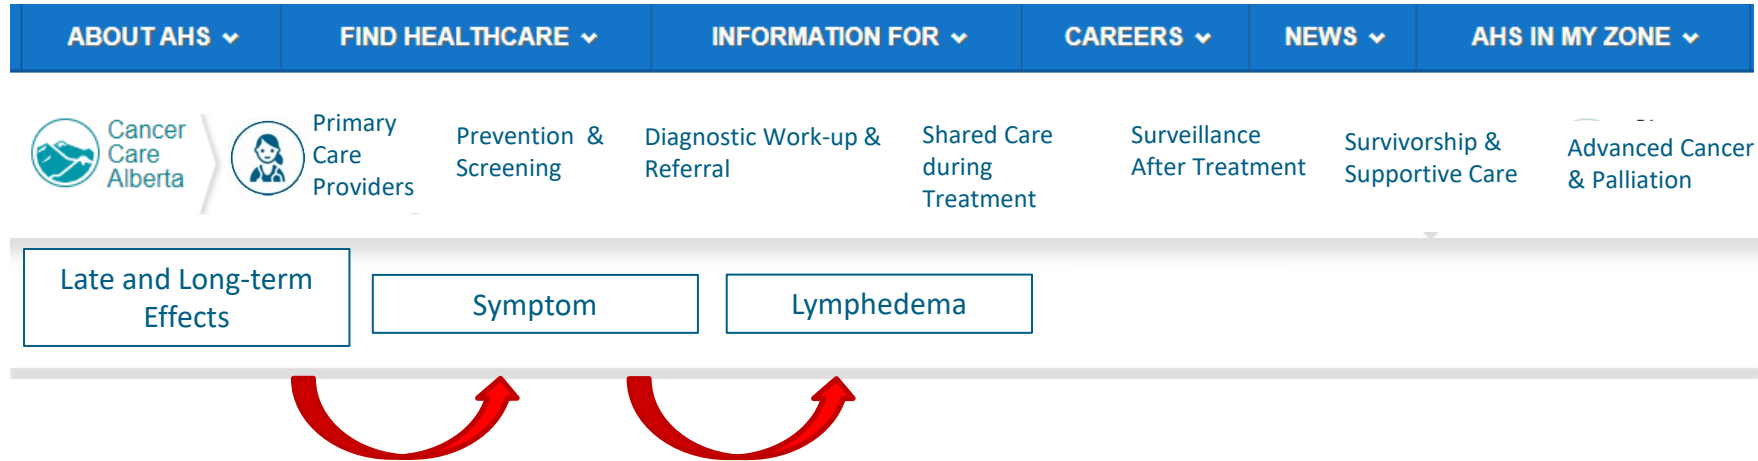 ABOUT AHS
FIND HEALTHCARE
INFORMATION FOR
CAREERS
NEWS
AHS IN MY ZONE
Cancer
Care
Alberta
Primary
Care
Providers
Prevention &
Screening
Diagnostic Work-up &
Referral
Shared Care
during
Treatment
Surveillance
After Treatment
Survivorship &
Supportive Care
Advanced Cancer
& Palliation
Late and Long-term
Effects
Symptom
Lymphedema